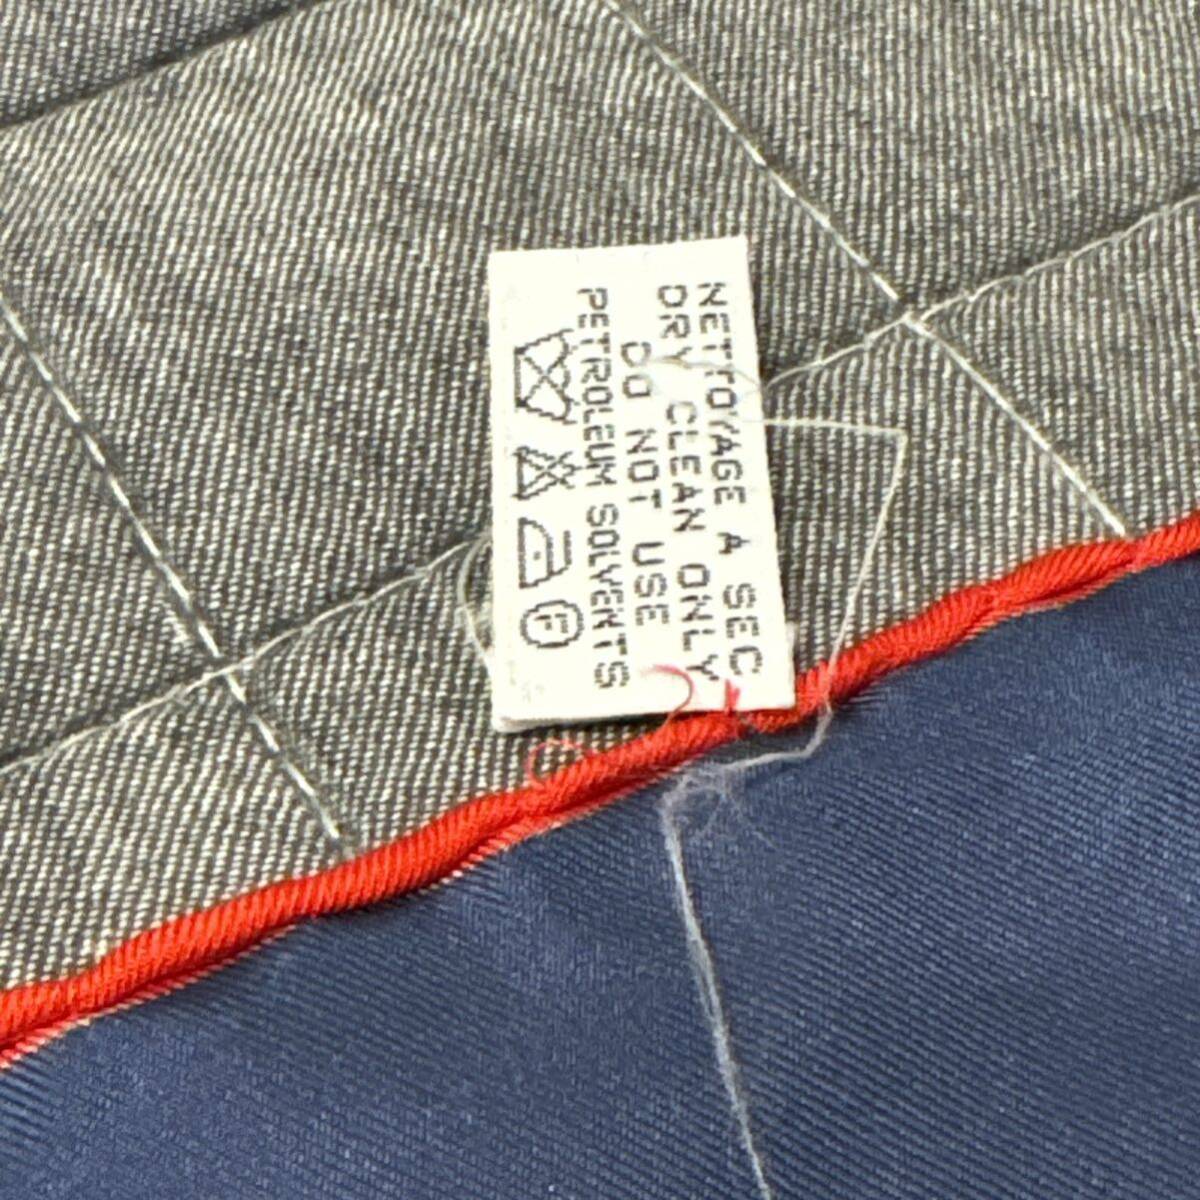 NETTOYAGE A SEC
DRY CLEAN ONLY
DO NOT USE
PETROLEUM SOLVENTS
F